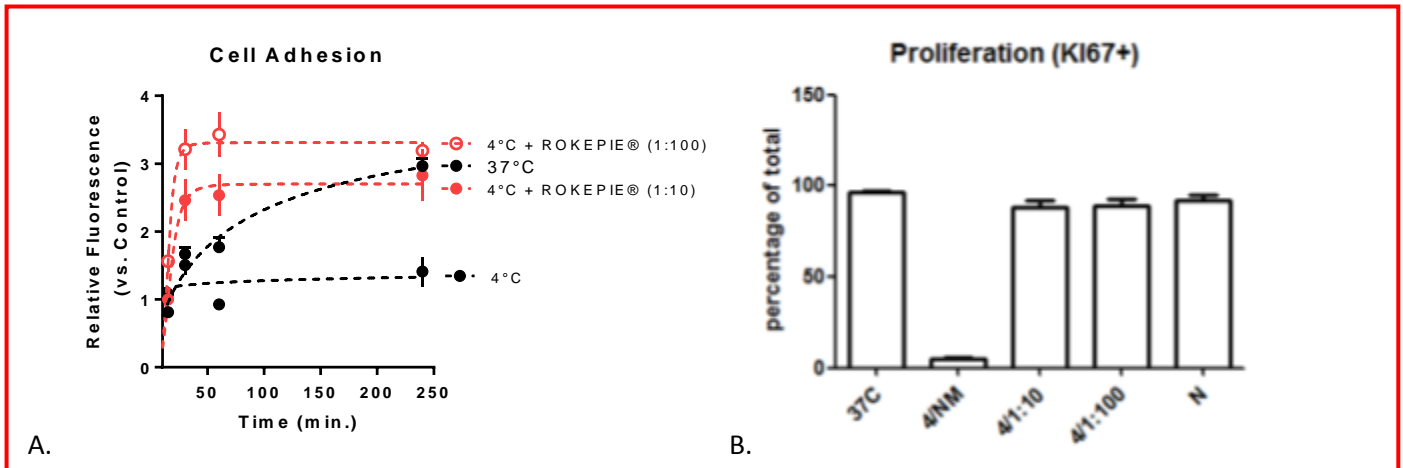 Cell Adhesion
Relative Fluorescence
(vs. Control)
4
3
2
1
0
50
100
150
200
250
Time (min.)
4°C + ROKEPIE® (1:100)
37°C
4°C + ROKEPIE® (1:10)
4°C
A.
Proliferation (KI67+)
percentage of total
150
100
50
0
37C
4/NM
4/1:10
4/1:100
N
B.